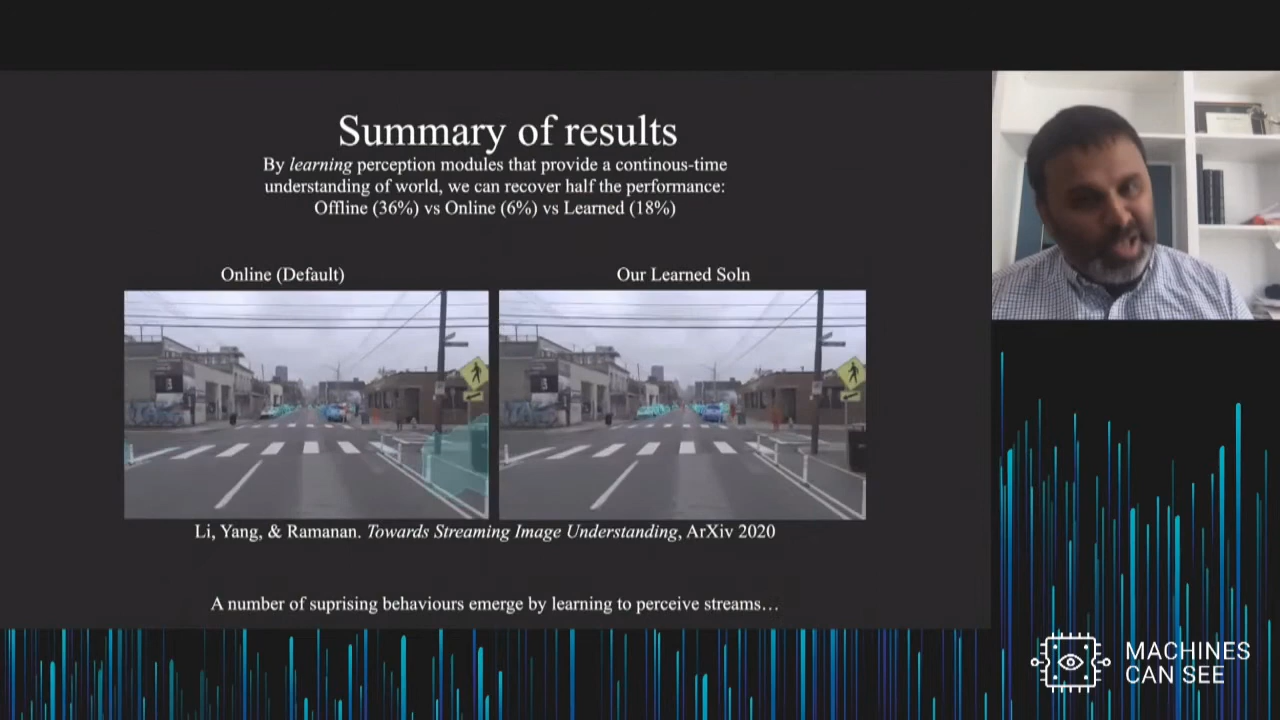 Summary of results
By learning perception modules that provide a continous-time
understanding of world, we can recover half the performance:
Offline (36%) vs Online (6%) vs Learned (18%)
Online (Default)
Our Learned Soln
Li, Yang, & Ramanan. Towards Streaming Image Understanding, ArXiv 2020
A number of suprising behaviours emerge by learning to perceive streams…
MACHINES
CAN SEE